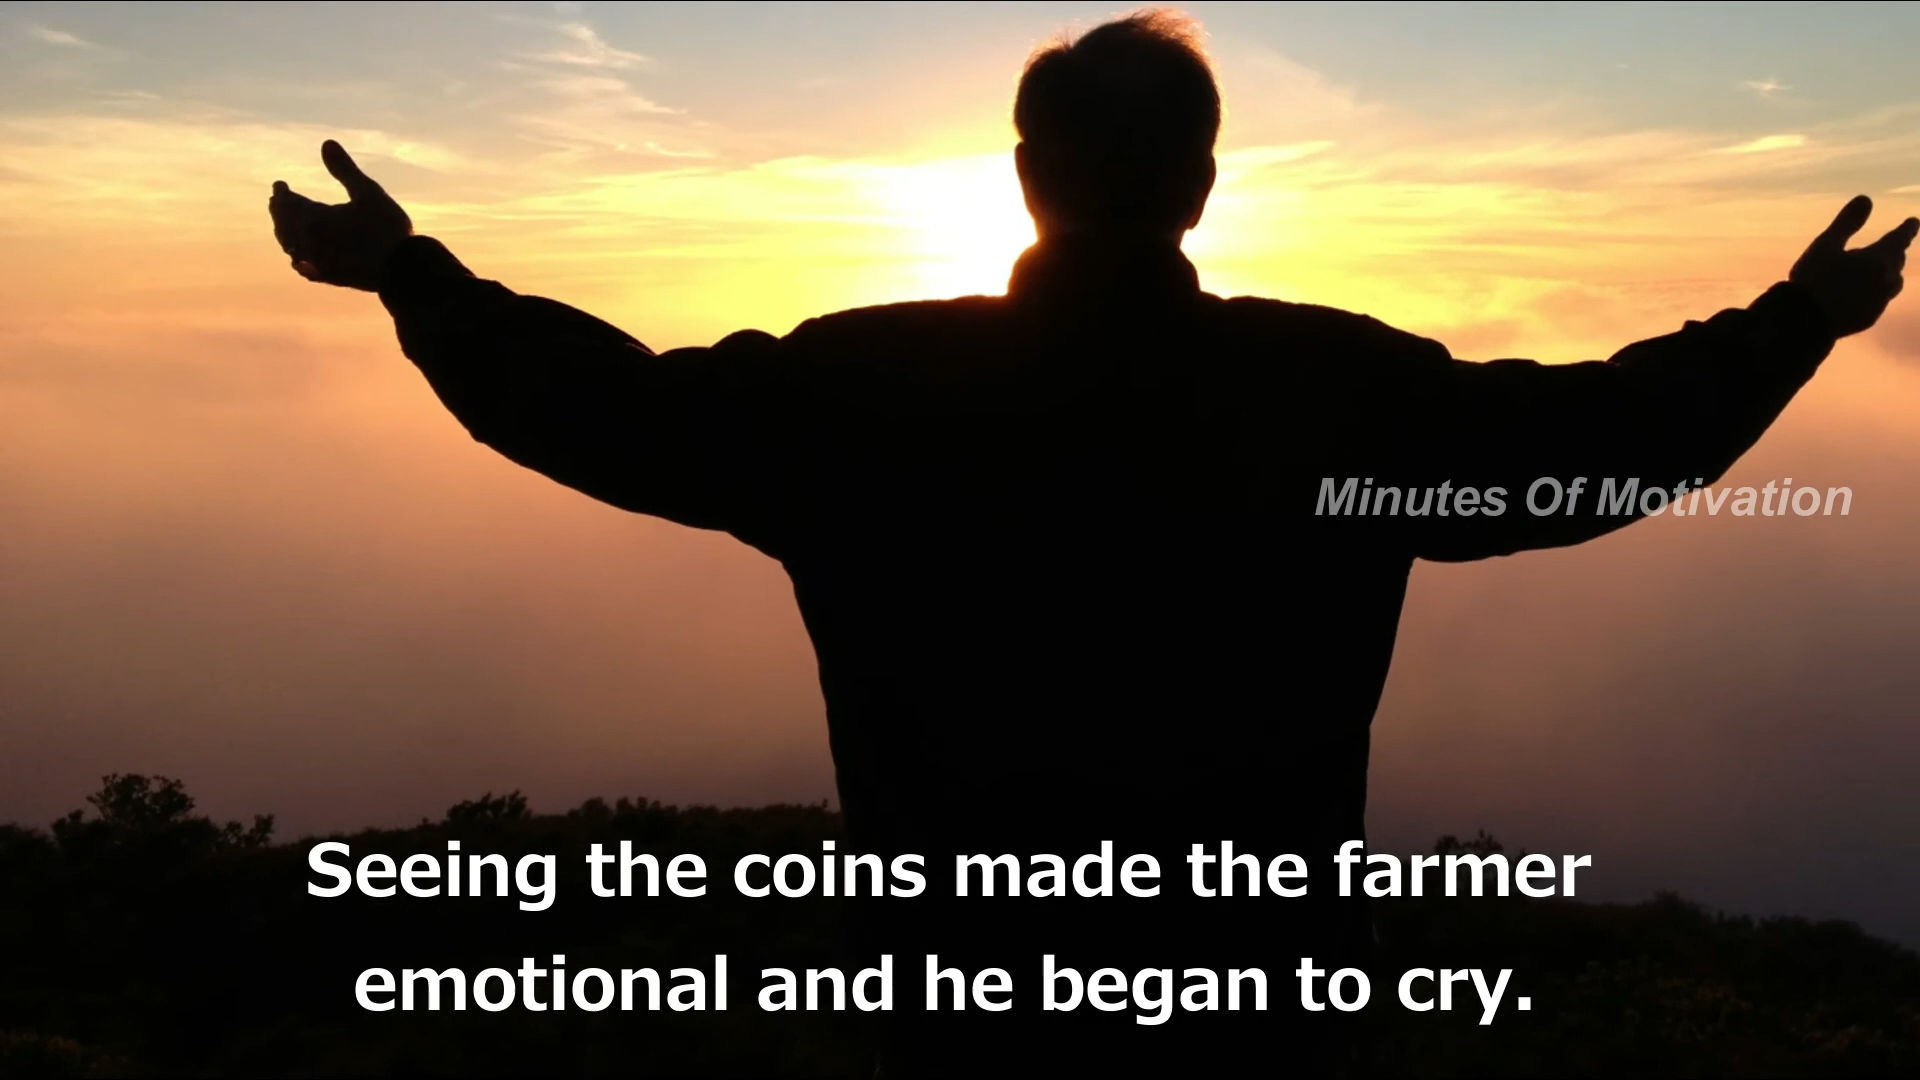 Minutes Of Motivation
Seeing the coins made the farmer
emotional and he began to cry.